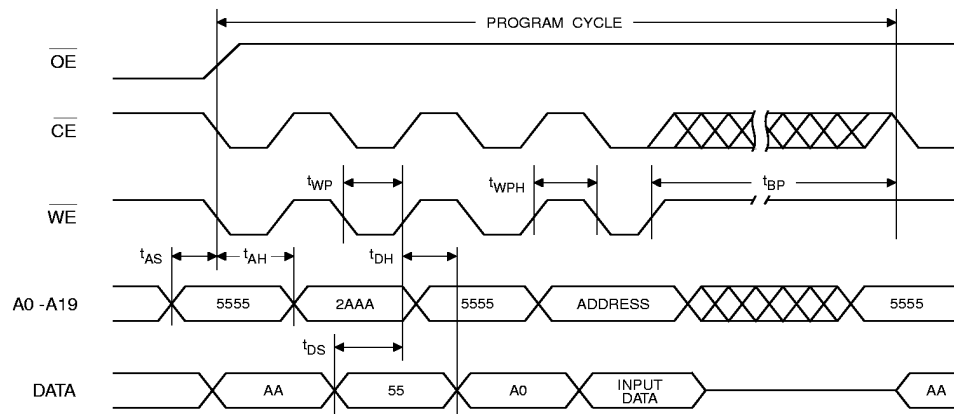 PROGRAM CYCLE
OE
CE
tWP
tWPH
tBP
WE
tAS
tAH
tDH
A0 -A19
5555
2AAA
5555
ADDRESS
5555
tDS
DATA
AA
55
A0
INPUT
DATA
AA